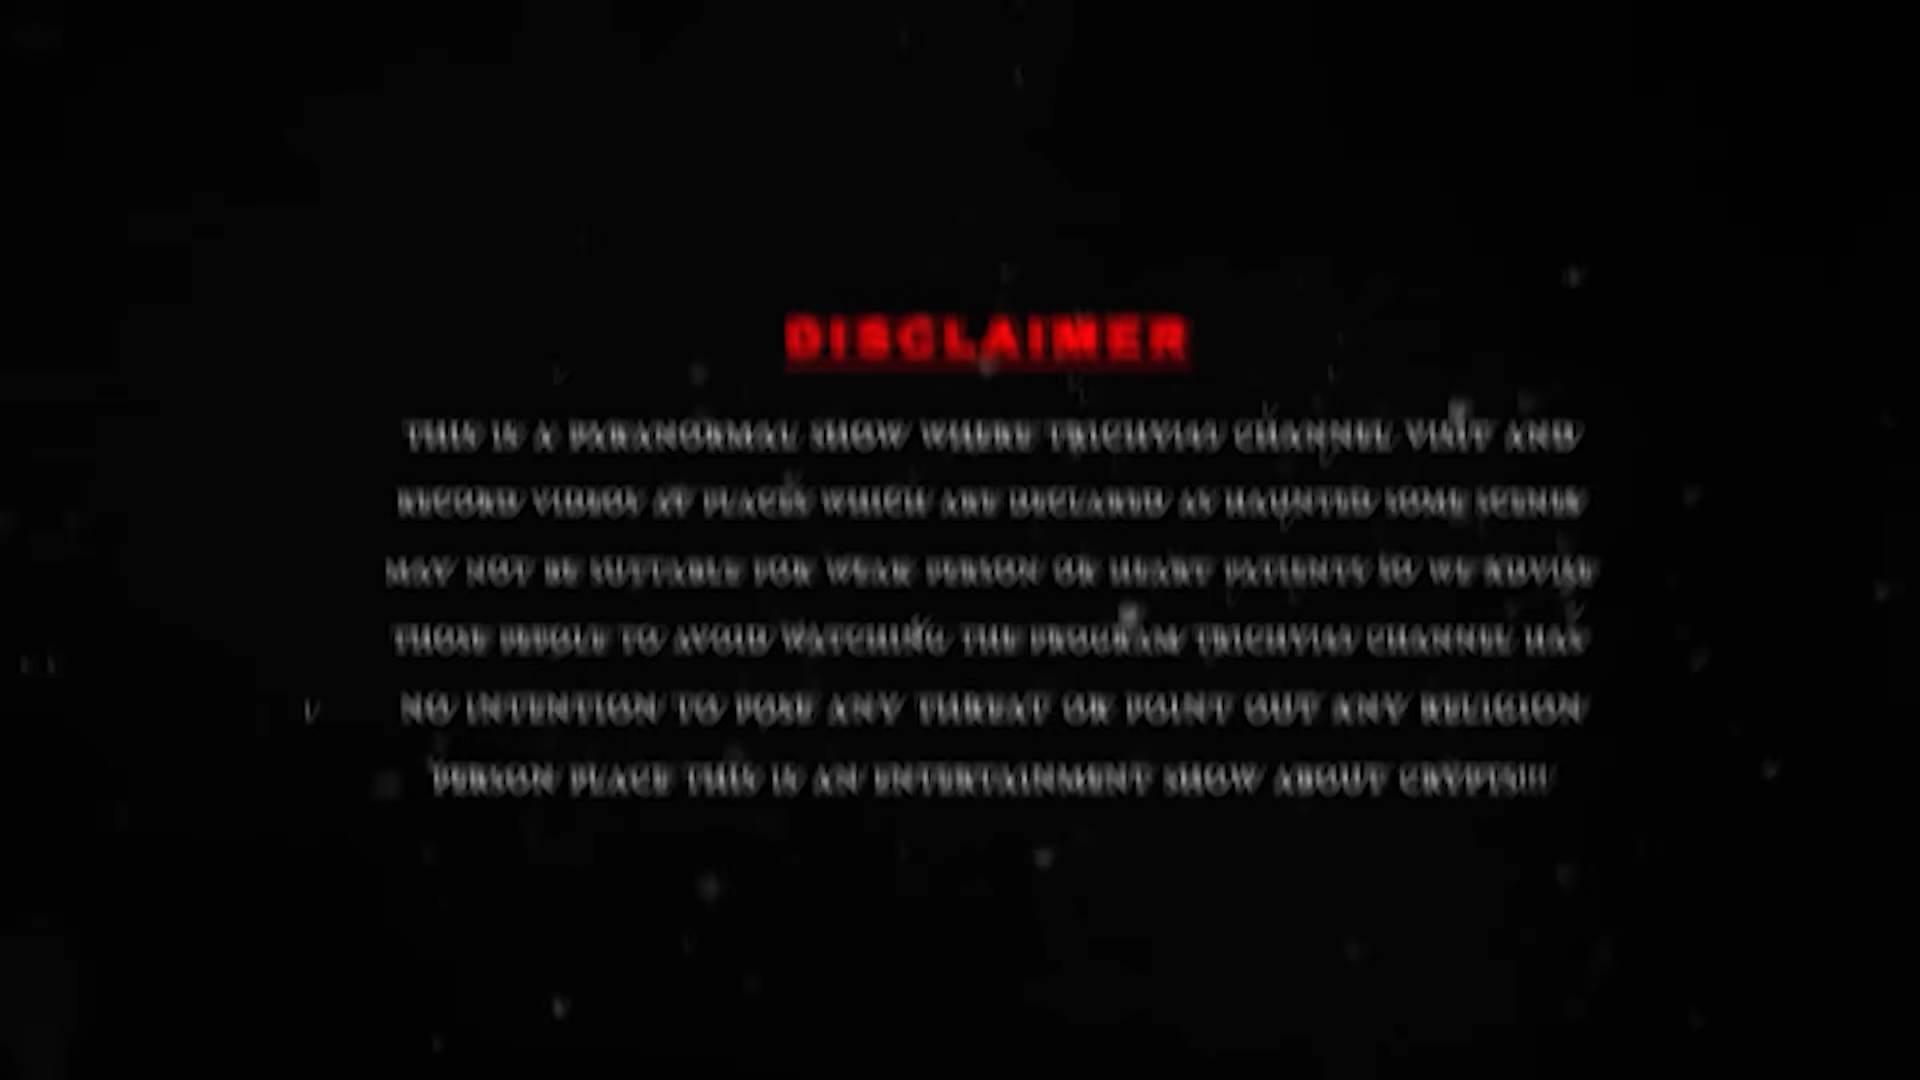 DISCLAIMER
THIS IS A PARANORMAL SHOW WHERE TRICHYVIAS CHANNEL VISIT AND
RECORD VIDEOS AT PLACES WHICH ARE DECLARED AS HAUNTED SOME SCENES
MAY NOT BE SUITABLE FOR WEAK PERSON OR HEART PATIENTS SO WE ADVISE
THOSE PEOPLE TO AVOID WATCHING THE PROGRAM TRICHYVIAS CHANNEL HAS
NO INTENTION TO POSE ANY THREAT OR POINT OUT ANY RELIGION
PERSON PLACE THIS IS AN ENTERTAINMENT SHOW ABOUT CRYPTS!!!